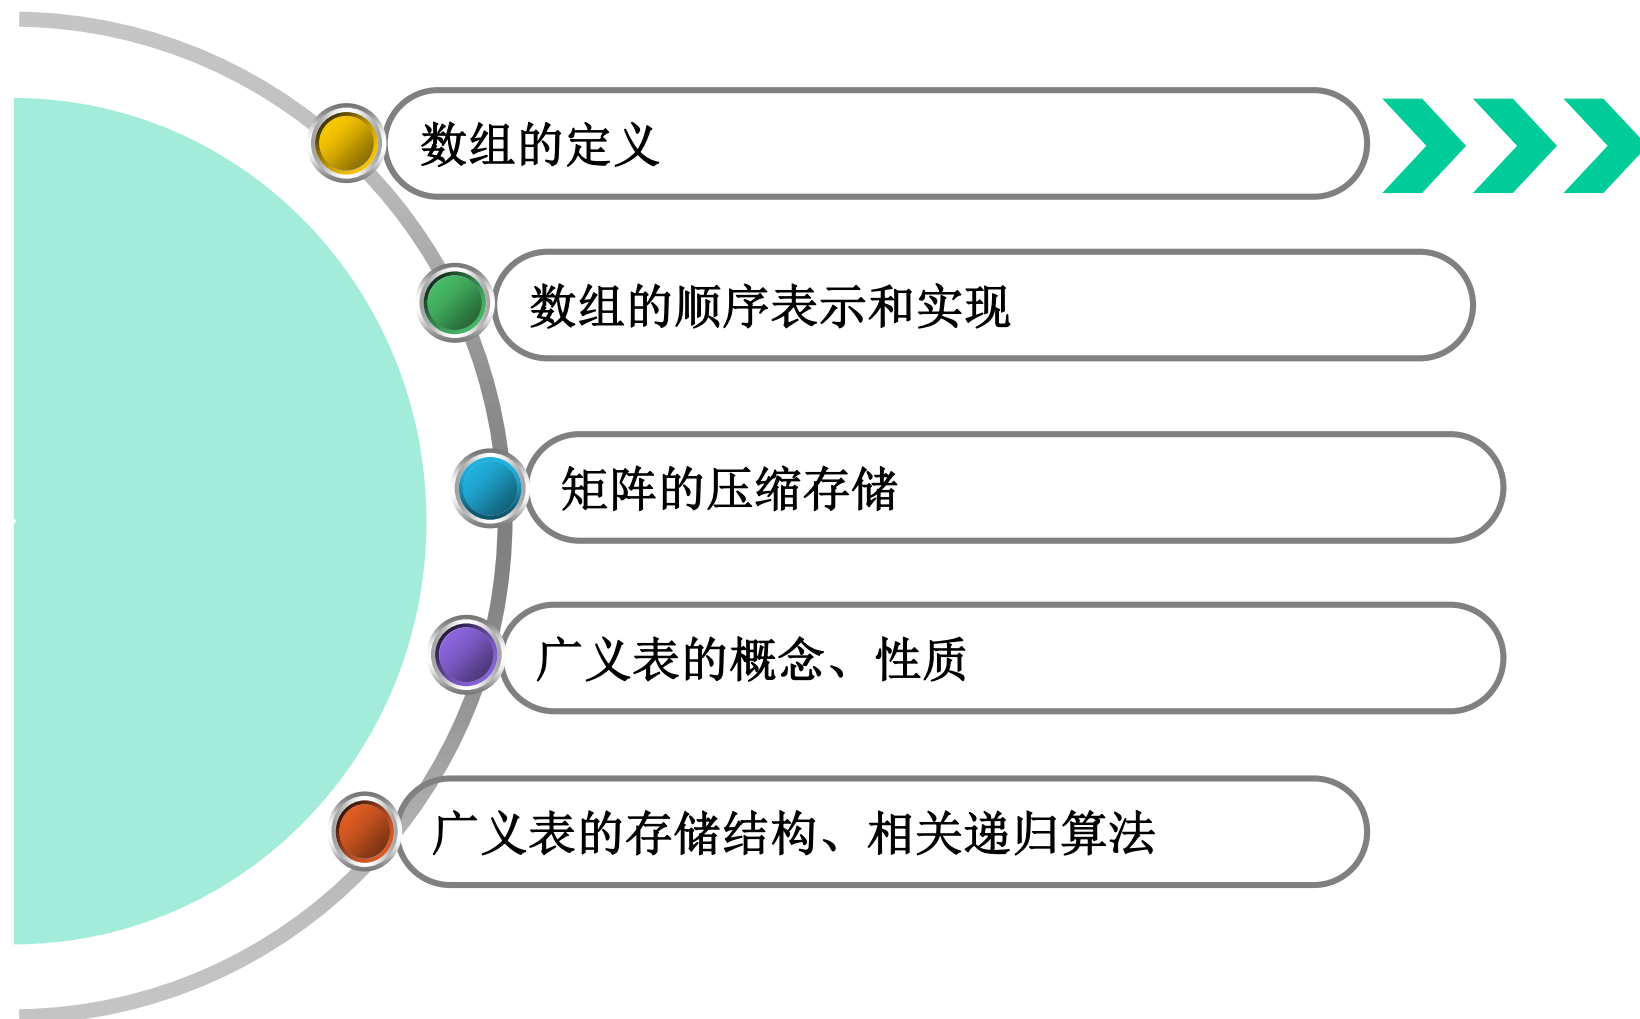 数组的定义
数组的顺序表示和实现
矩阵的压缩存储
广义表的概念、性质
广义表的存储结构、相关递归算法